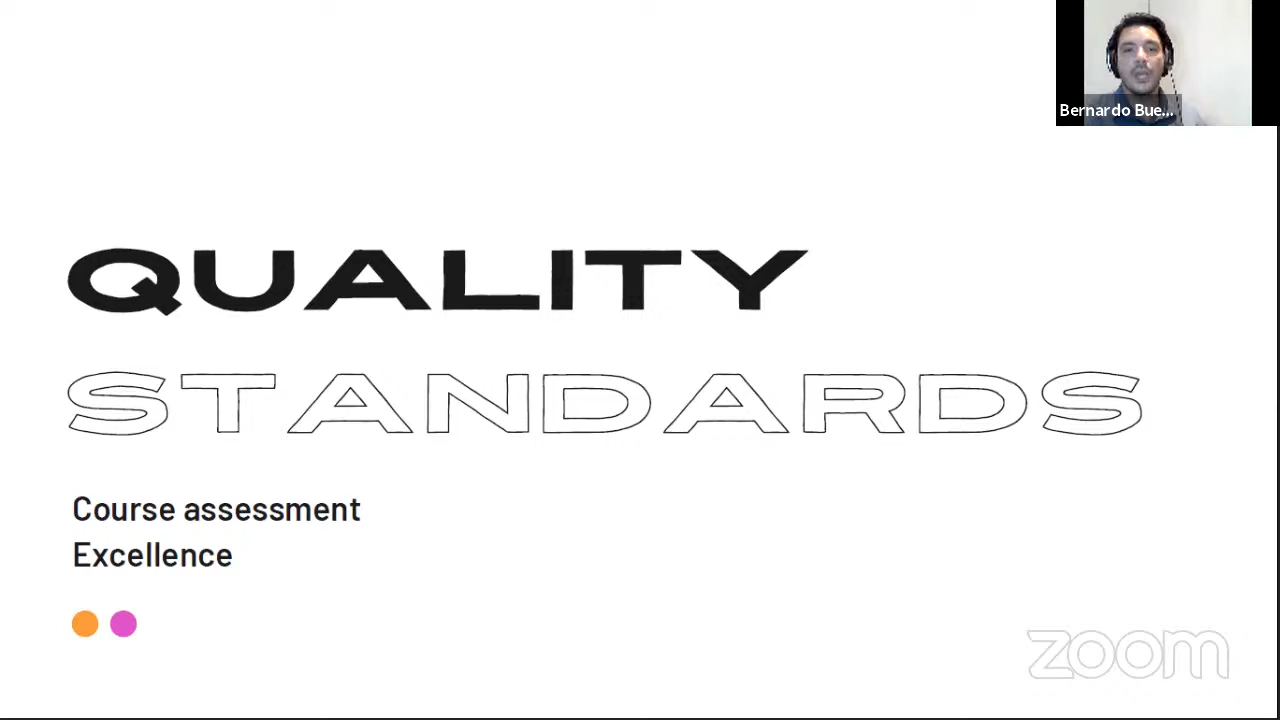 Bernardo Bue...
QUALITY
STANDARDS
Course assessment
Excellence
zoom